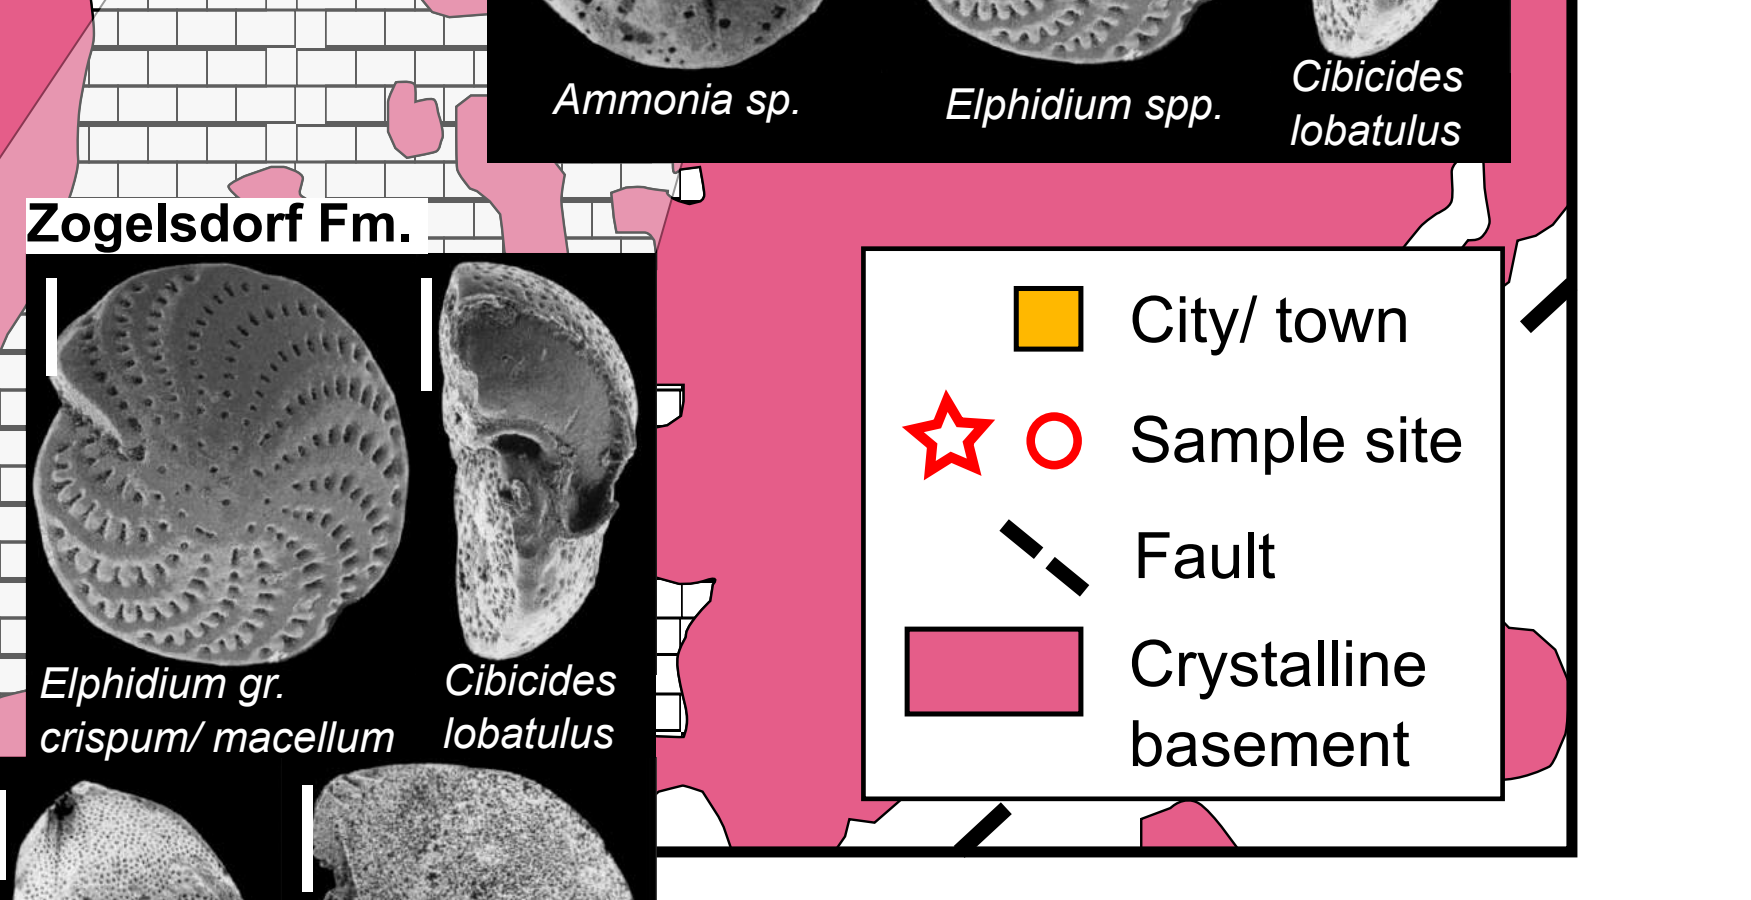 Ammonia sp.
Elphidium spp.
Cibicides
lobatulus
Zogelsdorf Fm.
Elphidium gr.
crispum/ macellum
Cibicides
lobatulus
City/ town
Sample site
Fault
Crystalline
basement